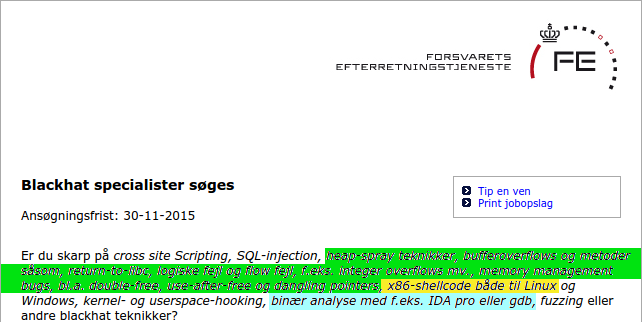 FORSVARETS
EFTERRETNINGSTJENESTE
FE
Blackhat specialister søges
Tip en ven
Print jobopslag
Ansøgningsfrist: 30-11-2015
Er du skarp på cross site Scripting, SQL-injection, heap-spray teknikker, bufferoverflows og metoder
såsom, return-to-libc, logiske fejl og flow fejl, f.eks. integer overflows mv., memory management
bugs, bl.a. double-free, use-after-free og dangling pointers, x86-shellcode både til Linux og
Windows, kernel- og userspace-hooking, binær analyse med f.eks. IDA pro eller gdb, fuzzing eller
andre blackhat teknikker?